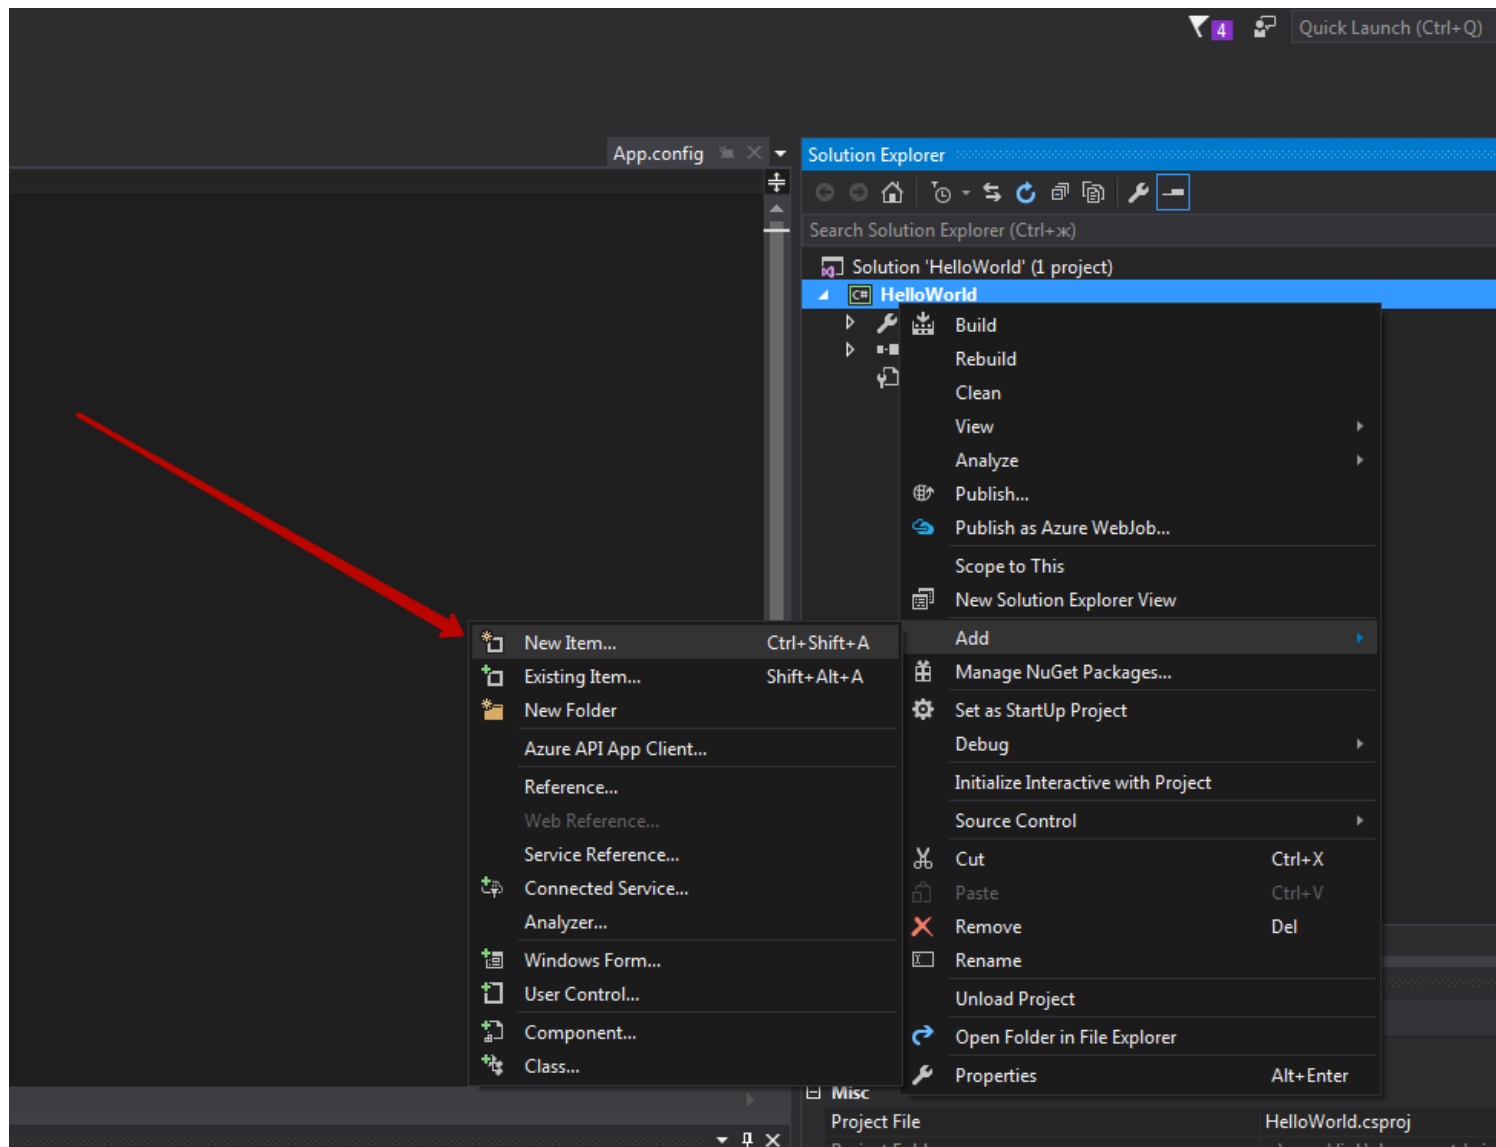 4
Quick Launch (Ctrl+Q)
App.config
Solution Explorer
Search Solution Explorer (Ctrl+ж)
Solution 'HelloWorld' (1 project)
C# HelloWorld
Build
Rebuild
Clean
View
Analyze
Publish...
Publish as Azure WebJob...
Scope to This
New Solution Explorer View
Add
Manage NuGet Packages...
Set as StartUp Project
Debug
Initialize Interactive with Project
Source Control
Cut Ctrl+X
Paste Ctrl+V
Remove Del
Rename
Unload Project
Open Folder in File Explorer
Properties Alt+Enter
New Item... Ctrl+Shift+A
Existing Item... Shift+Alt+A
New Folder
Azure API App Client...
Reference...
Web Reference...
Service Reference...
Connected Service...
Analyzer...
Windows Form...
User Control...
Component...
Class...
Misc
Project File HelloWorld.csproj